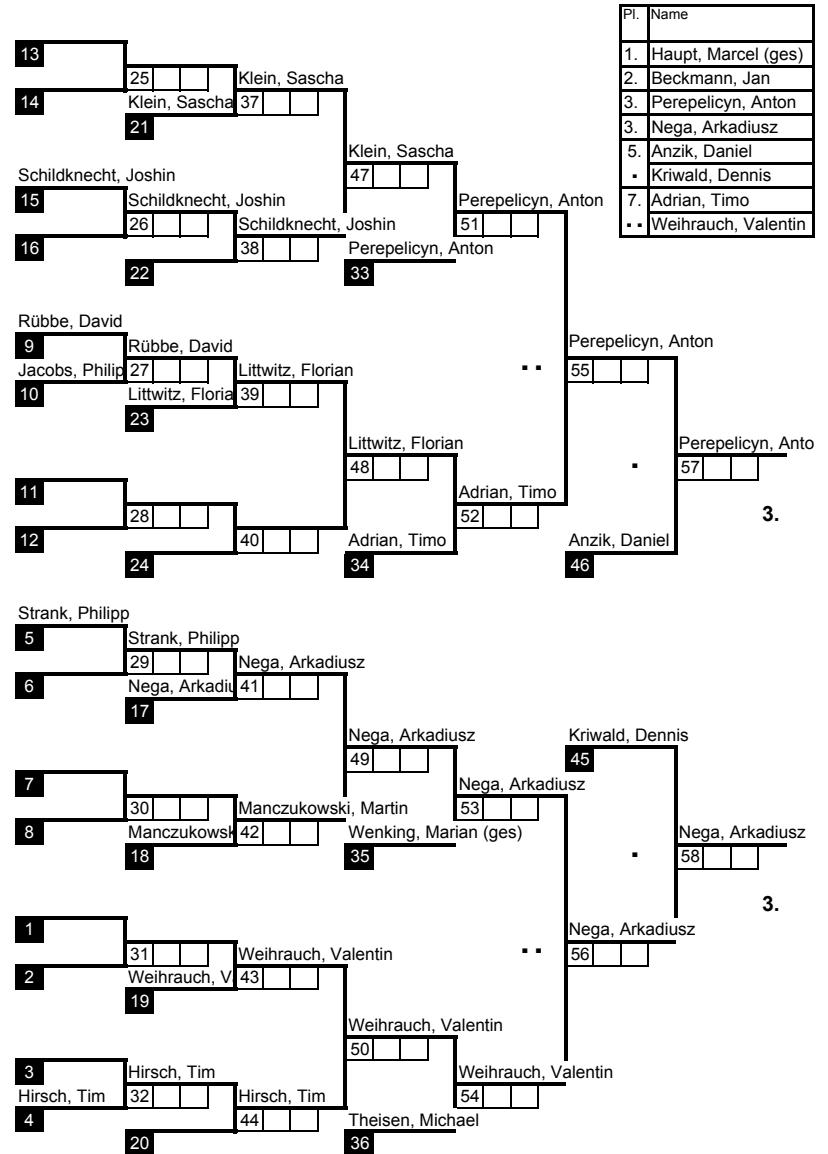 Pl. Name
1. Haupt, Marcel (ges)
2. Beckmann, Jan
3. Perepelicyn, Anton
3. Nega, Arkadiusz
5. Anzik, Daniel
. Kriwald, Dennis
7. Adrian, Timo
. . Weihrauch, Valentin
13
25 Klein, Sascha
14 Klein, Sascha 37
21
Klein, Sascha
47
Schildknecht, Joshin
15 Schildknecht, Joshin Perepelicyn, Anton
26 Schildknecht, Joshin 51
16 38 Perepelicyn, Anton
22 33
Rübbe, David
9 Rübbe, David Perepelicyn, Anton
Jacobs, Philip 27 Littwitz, Florian . . 55
10 Littwitz, Floria 39
23
Littwitz, Florian Perepelicyn, Anto
48 . 57
11 Adrian, Timo
28 52 3.
12 40 Adrian, Timo Anzik, Daniel
24 34 46
Strank, Philipp
5 Strank, Philipp
29 Nega, Arkadiusz
6 Nega, Arkadiu 41
17
Nega, Arkadiusz Kriwald, Dennis
49 45
7 Nega, Arkadiusz
30 Manczukowski, Martin 53
8 Manczukowsk 42 Wenking, Marian (ges) Nega, Arkadiusz
18 35 . 58
3.
1 Nega, Arkadiusz
31 Weihrauch, Valentin . . 56
2 Weihrauch, V 43
19
Weihrauch, Valentin
50
3 Hirsch, Tim Weihrauch, Valentin
Hirsch, Tim 32 Hirsch, Tim 54
4 44 Theisen, Michael
20 36